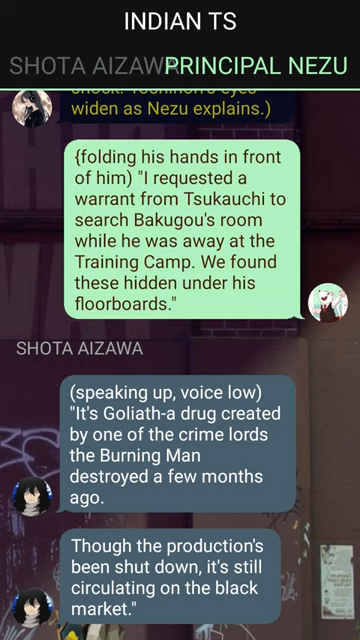 INDIAN TS
SHOTA AIZAWA PRINCIPAL NEZU
shock. Yoshinori's eyes
widen as Nezu explains.)
{folding his hands in front
of him) "I requested a
warrant from Tsukauchi to
search Bakugou's room
while he was away at the
Training Camp. We found
these hidden under his
floorboards."
SHOTA AIZAWA
(speaking up, voice low)
"It's Goliath-a drug created
by one of the crime lords
the Burning Man
destroyed a few months
ago.
Though the production's
been shut down, it's still
circulating on the black
market."